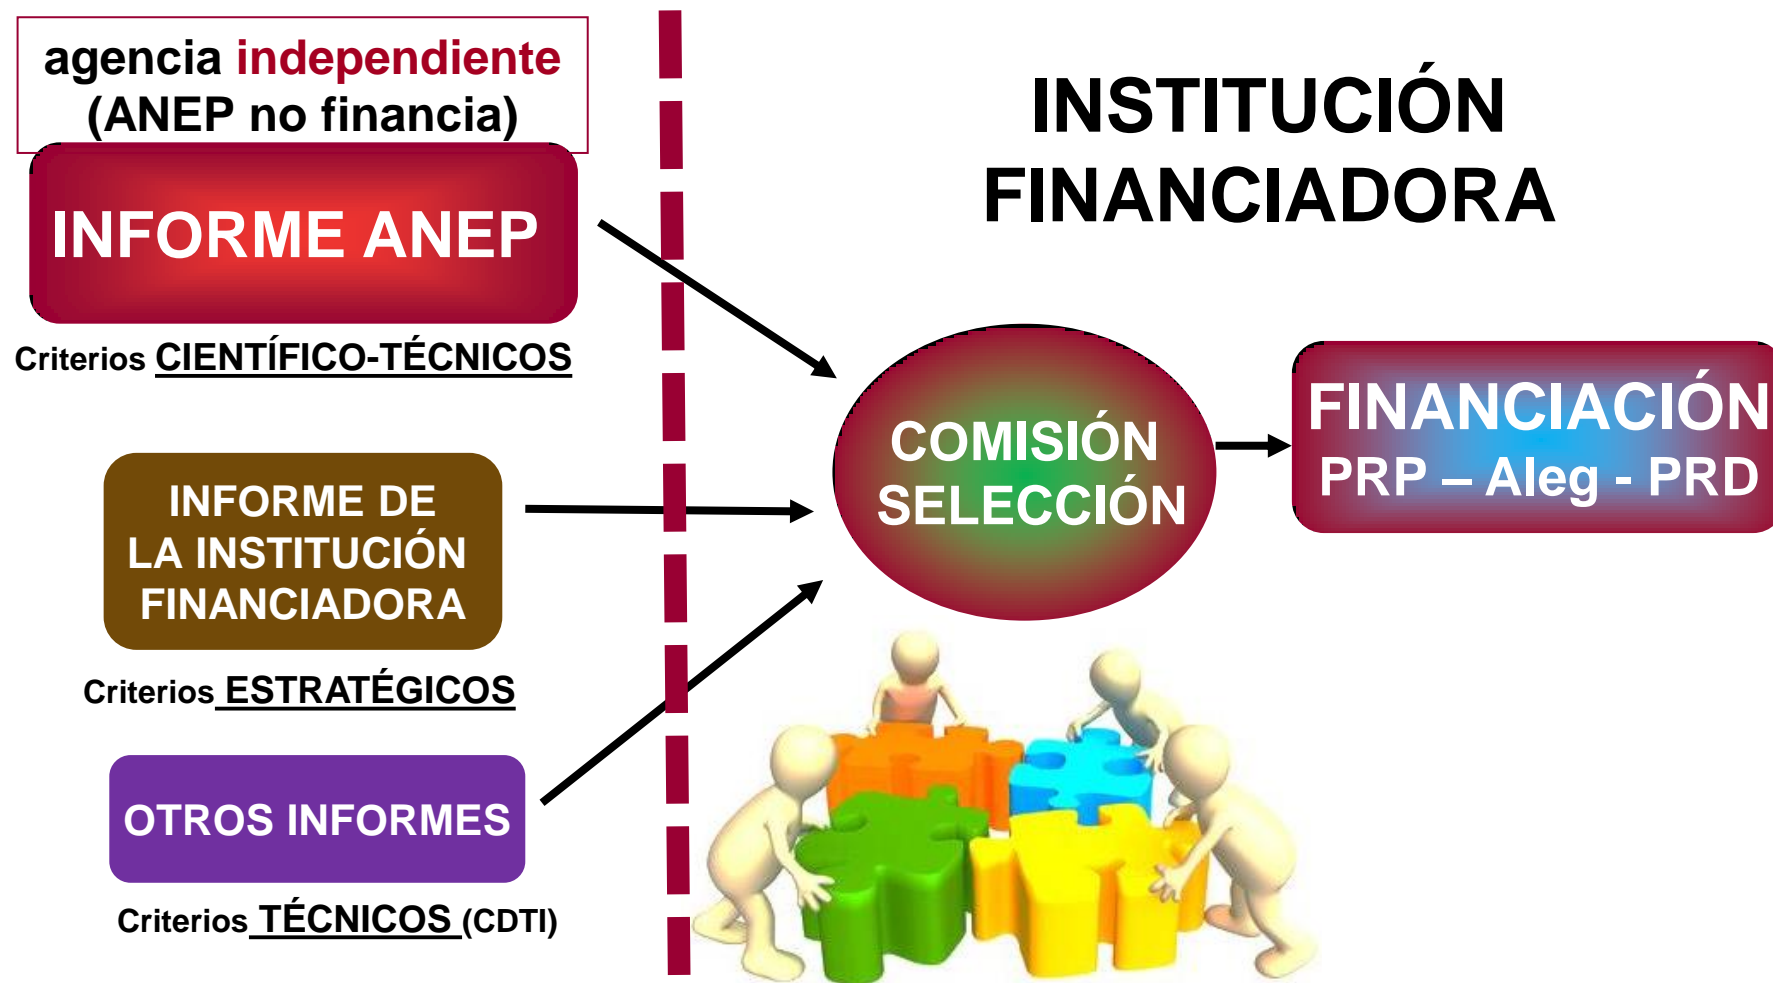 agencia independiente
(ANEP no financia)
INFORME ANEP
Criterios CIENTÍFICO-TÉCNICOS
INFORME DE
LA INSTITUCIÓN
FINANCIADORA
Criterios ESTRATÉGICOS
OTROS INFORMES
Criterios TÉCNICOS (CDTI)
INSTITUCIÓN
FINANCIADORA
COMISIÓN
SELECCIÓN
FINANCIACIÓN
PRP – Aleg - PRD